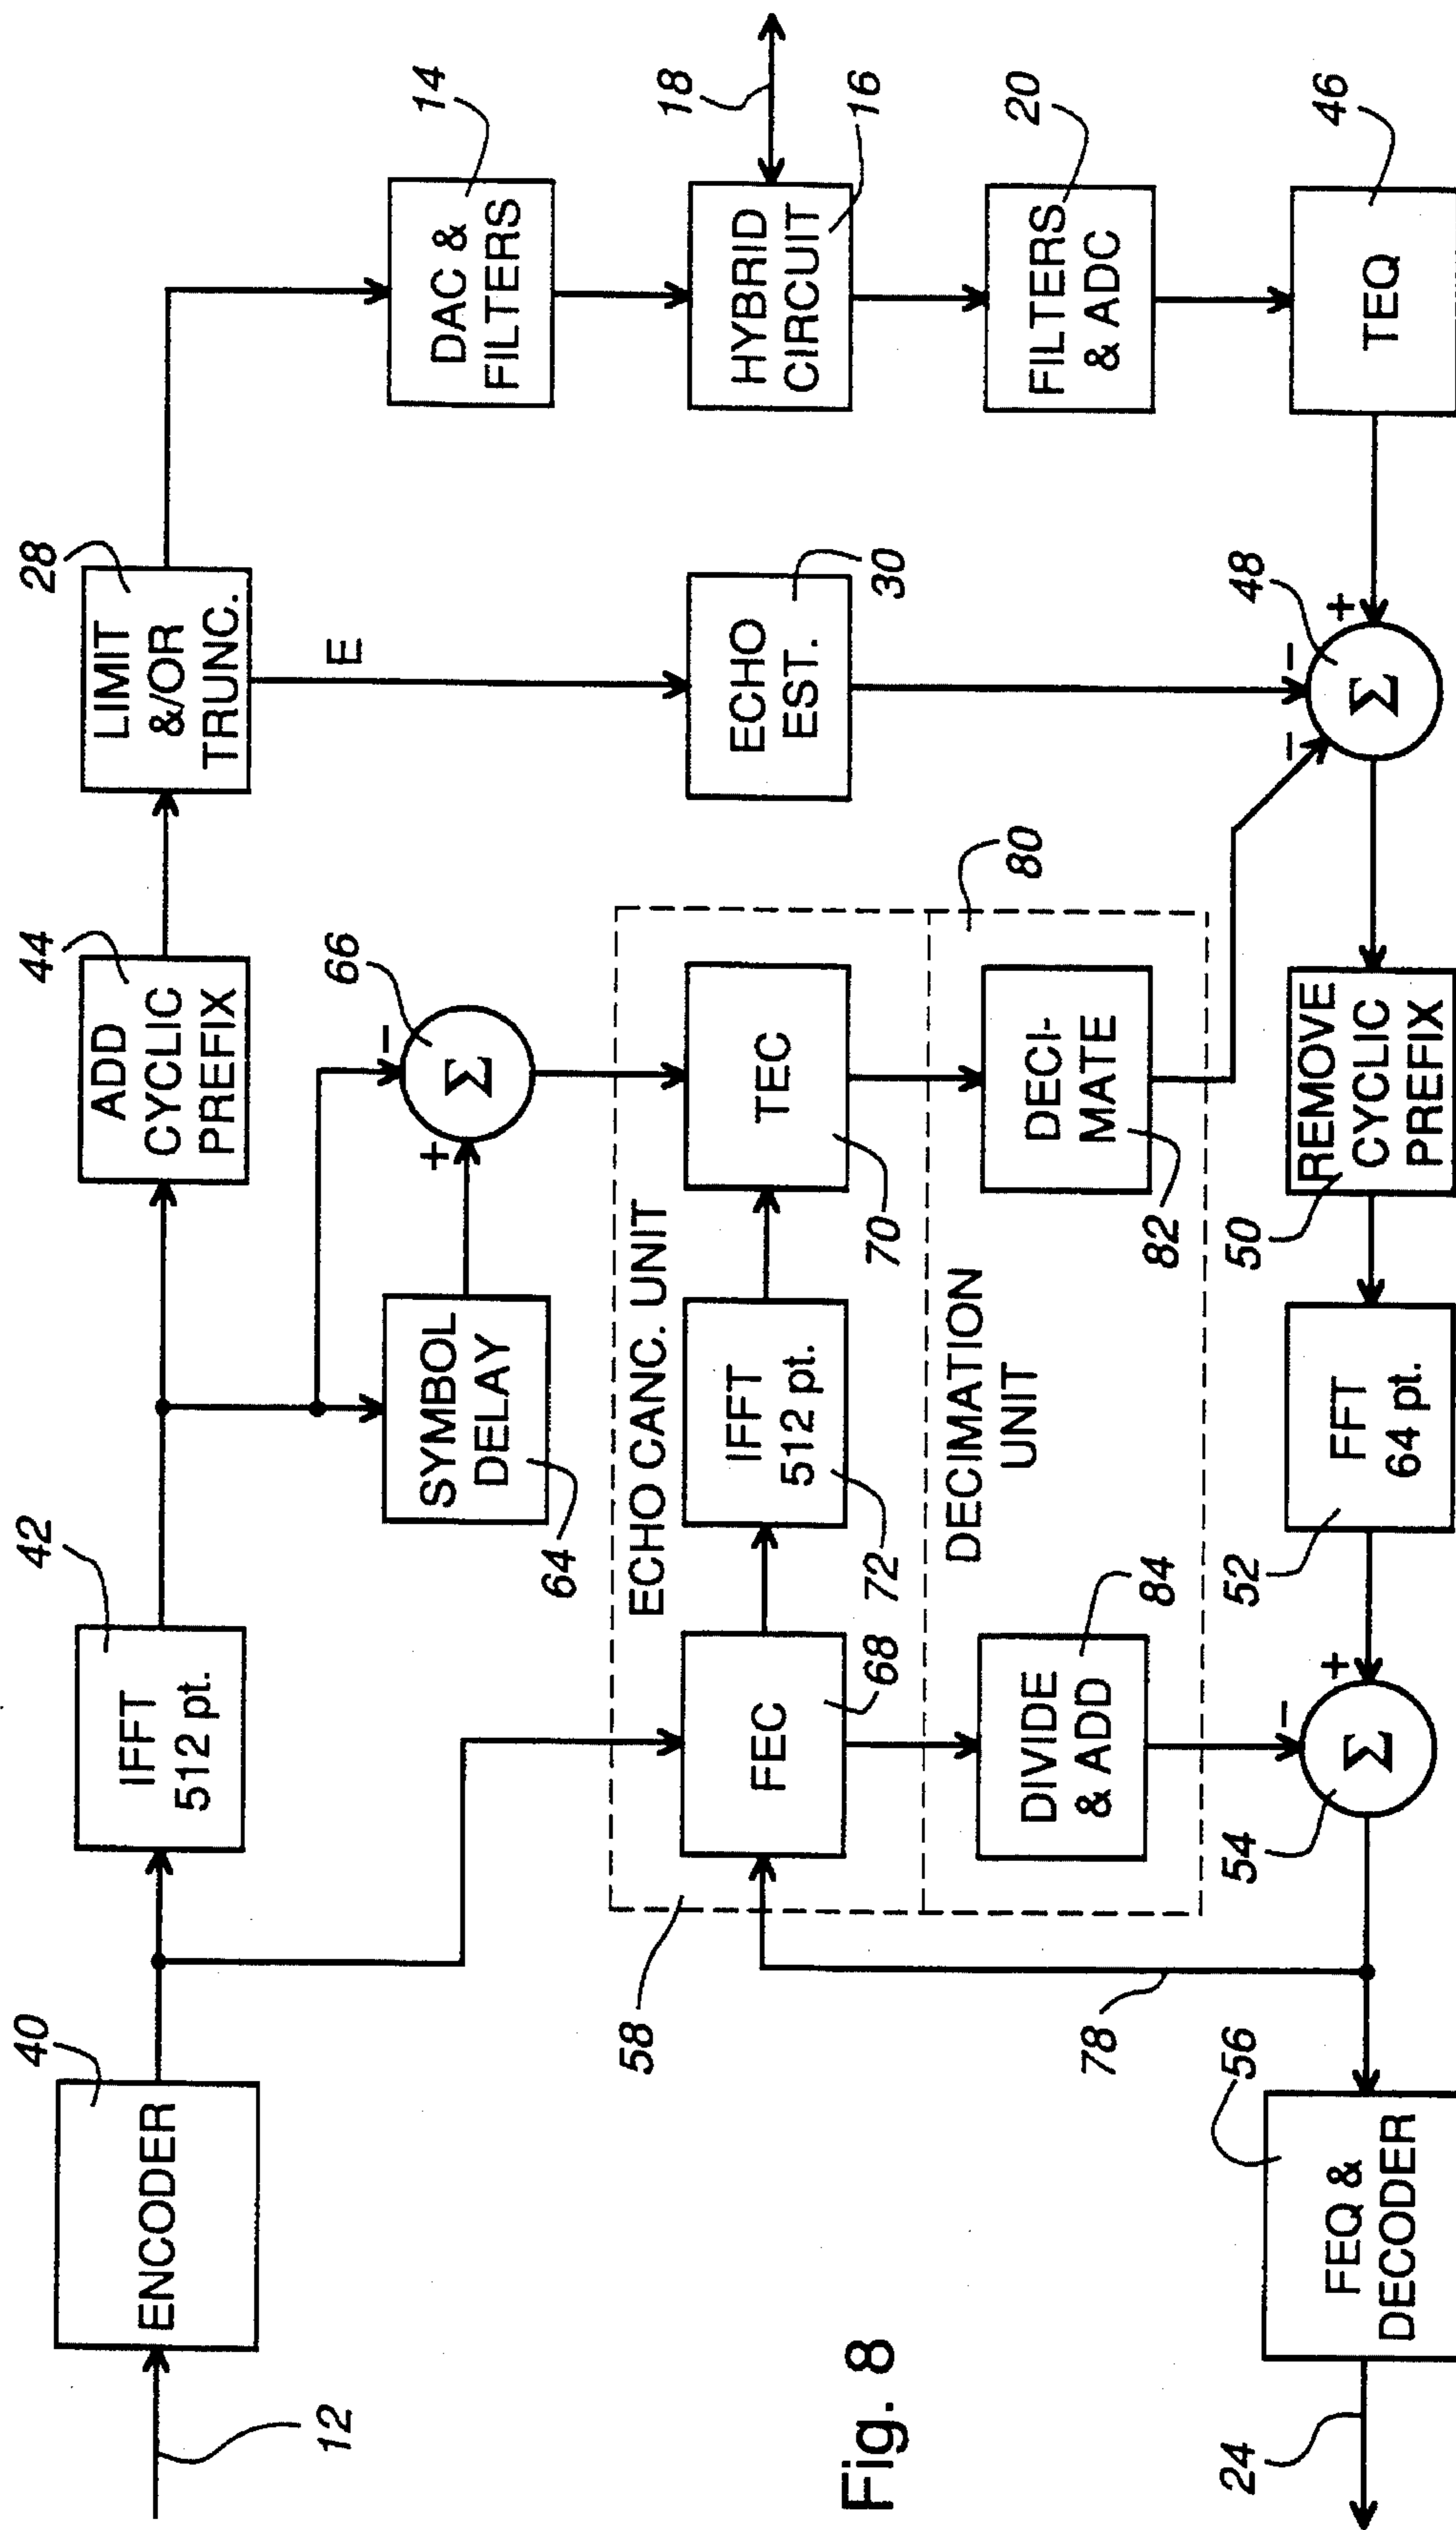 12
40
ENCODER
42
IFFT
512 pt.
44
ADD
CYCLIC
PREFIX
28
LIMIT
&/OR
TRUNC.
E
64
SYMBOL
DELAY
66
–
+
Σ
14
DAC &
FILTERS
58
ECHO CANC. UNIT
FEC
68
IFFT
512 pt.
72
TEC
70
80
ECHO
EST.
30
HYBRID
CIRCUIT
16
18
DECIMATION
UNIT
DIVIDE
& ADD
84
DECI-
MATE
82
FILTERS
& ADC
20
78
24
FEQ &
DECODER
56
54
Σ
–
+
FFT
64 pt.
52
REMOVE
CYCLIC
PREFIX
50
48
Σ
–
–
+
TEQ
46
Fig. 8